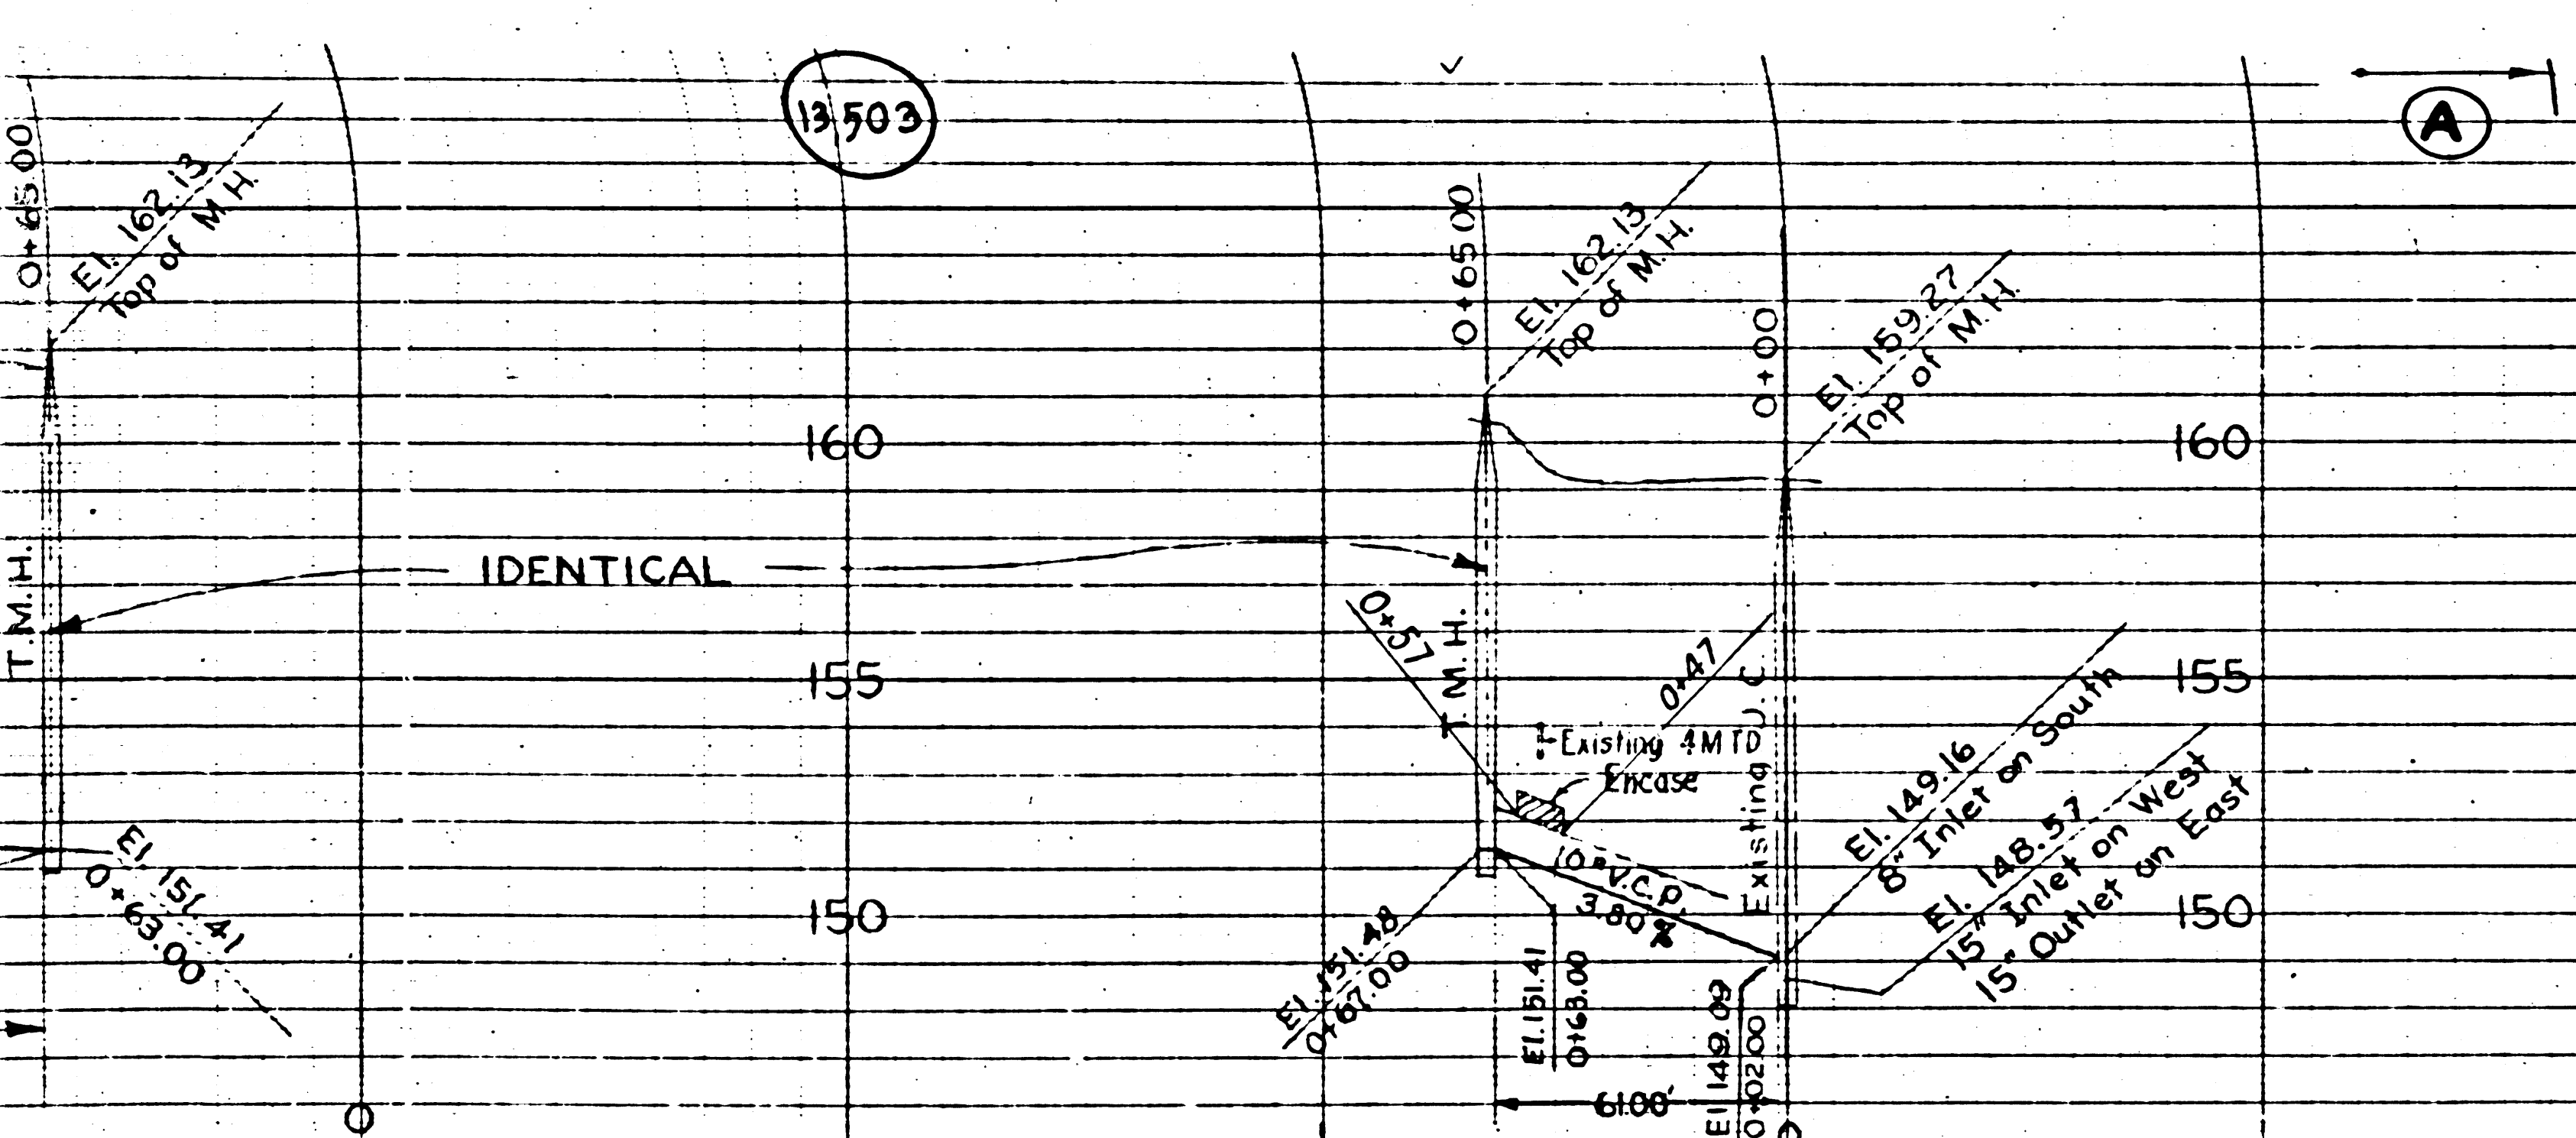 13503
A
0+65 00
El. 162.13
Top of M H.
0+65 00
El. 162.13
Top of M.H.
0+00
El. 159.27
Top of M.H.
160
160
IDENTICAL
T.M.H.
0+57
T.M.H.
0+47
Existing J. C.
155
155
Existing 4 MTD
Encase
El. 149.16
8" Inlet on South
El. 148.57
15" Inlet on West
15" Outlet on East
El. 151.41
0+63.00
10" V.C.P.
3.80 %
150
150
El. 151.48
0+67.00
El. 151.41
0+63.00
El 149.09
0+02.00
61.00'
0
0